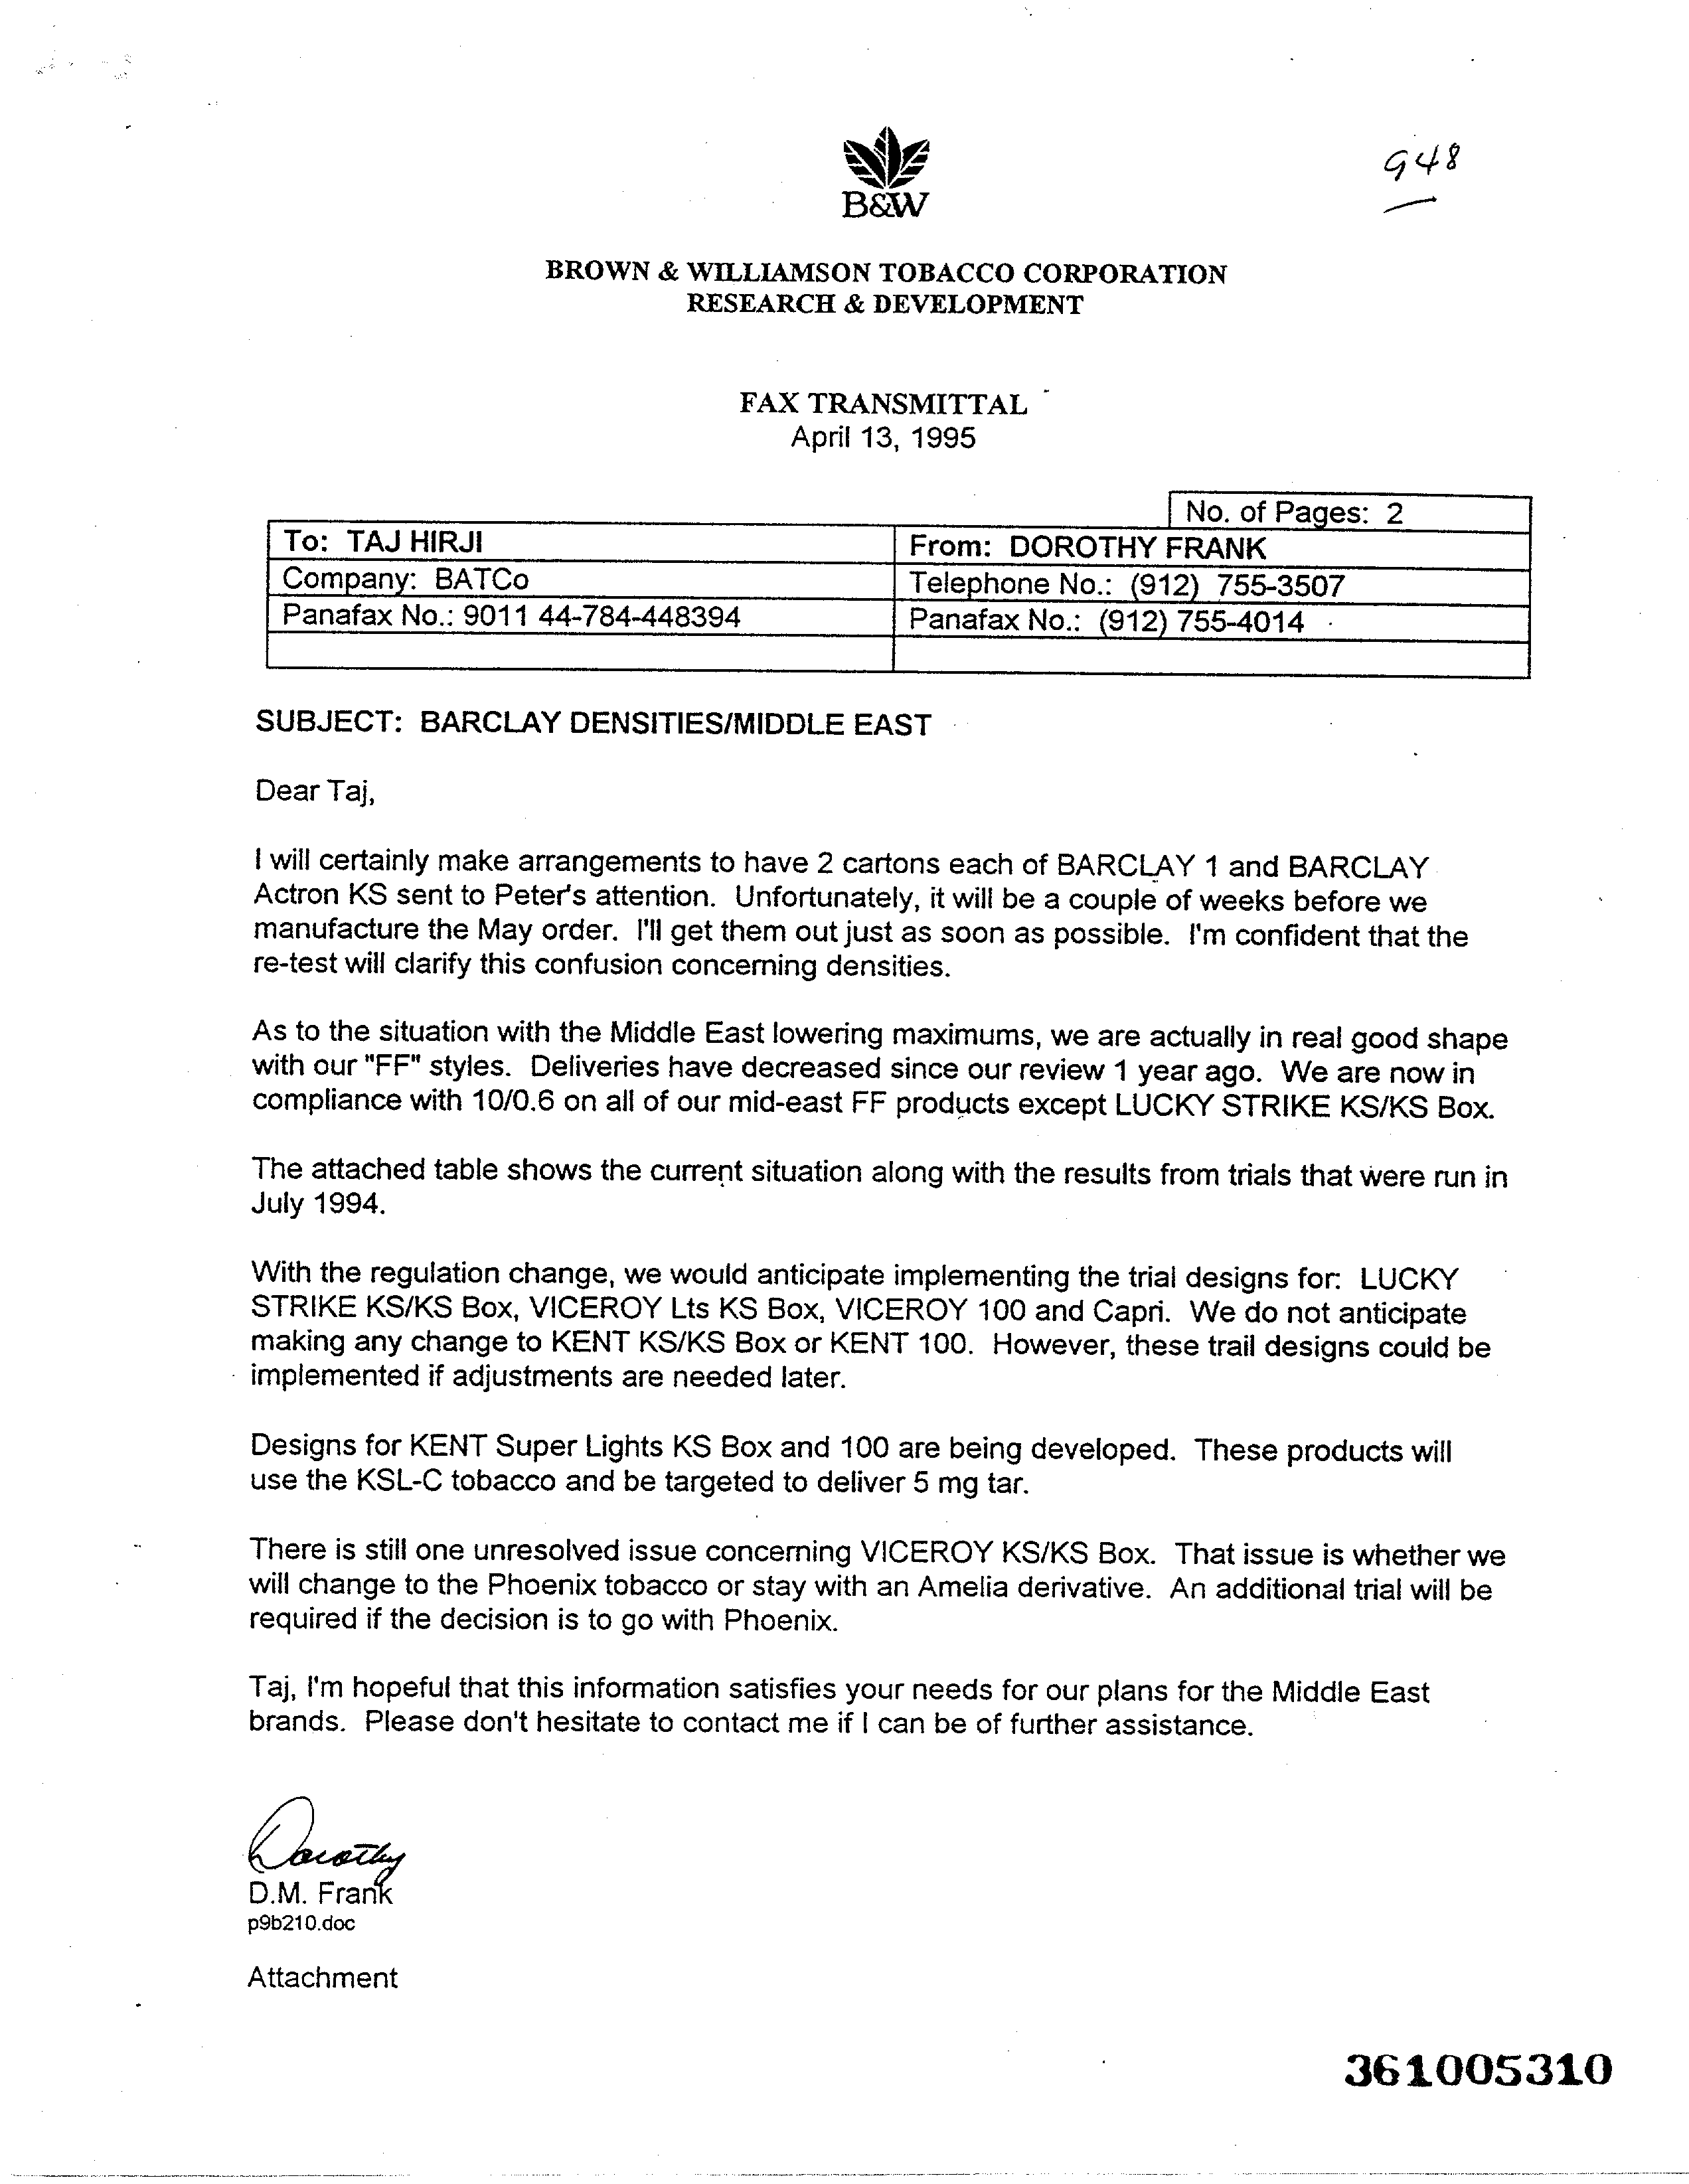 G48
B&W
BROWN & WILLIAMSON TOBACCO CORPORATION
RESEARCH & DEVELOPMENT
FAX TRANSMITTAL
April 13, 1995
No. of Pages: 2
To: TAJ HIRJI From: DOROTHY FRANK
Company: BATCo Telephone No.: (912) 755-3507
Panafax No.: 9011 44-784-448394 Panafax No.: (912) 755-4014
SUBJECT: BARCLAY DENSITIES/MIDDLE EAST
Dear Taj,
I will certainly make arrangements to have 2 cartons each of BARCLAY 1 and BARCLAY
Actron KS sent to Peter's attention. Unfortunately, it will be a couple of weeks before we
manufacture the May order. I'll get them out just as soon as possible. I'm confident that the
re-test will clarify this confusion concerning densities.
As to the situation with the Middle East lowering maximums, we are actually in real good shape
with our "FF" styles. Deliveries have decreased since our review 1 year ago. We are now in
compliance with 10/0.6 on all of our mid-east FF products except LUCKY STRIKE KS/KS Box.
The attached table shows the current situation along with the results from trials that were run in
July 1994.
With the regulation change, we would anticipate implementing the trial designs for: LUCKY
STRIKE KS/KS Box, VICEROY Lts KS Box, VICEROY 100 and Capri. We do not anticipate
making any change to KENT KS/KS Box or KENT 100. However, these trail designs could be
implemented if adjustments are needed later.
Designs for KENT Super Lights KS Box and 100 are being developed. These products will
use the KSL-C tobacco and be targeted to deliver 5 mg tar.
There is still one unresolved issue concerning VICEROY KS/KS Box. That issue is whether we
will change to the Phoenix tobacco or stay with an Amelia derivative. An additional trial will be
required if the decision is to go with Phoenix.
Taj, I'm hopeful that this information satisfies your needs for our plans for the Middle East
brands. Please don't hesitate to contact me if I can be of further assistance.
Dorothy
D.M. Frank
p9b210.doc
Attachment
361005310